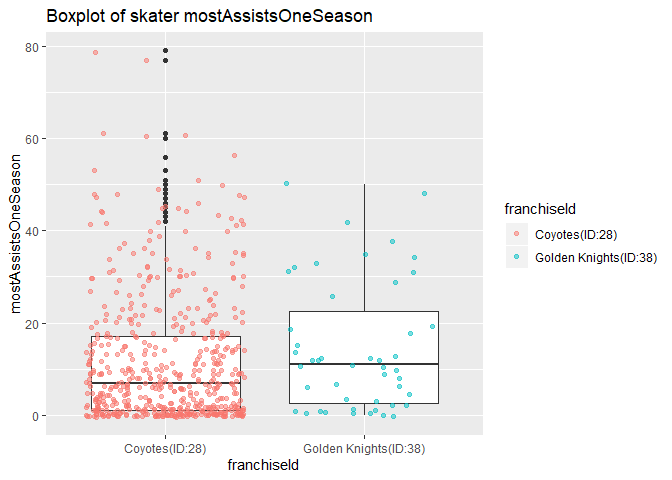 Boxplot of skater mostAssistsOneSeason
80
60
40
20
0
mostAssistsOneSeason
Coyotes(ID:28)
Golden Knights(ID:38)
franchiseId
franchiseId
Coyotes(ID:28)
Golden Knights(ID:38)